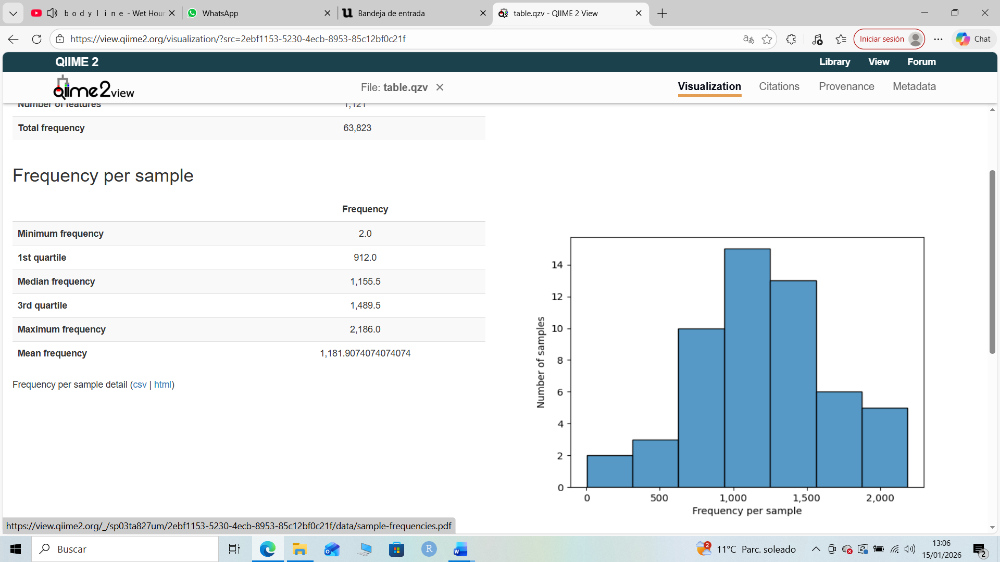 b o d y l i n e - Wet Hour
WhatsApp
Bandeja de entrada
table.qzv - QIIME 2 View
https://view.qiime2.org/visualization/?src=2ebf1153-5230-4ecb-8953-85c12bf0c21f
Iniciar sesión
Chat
QIIME 2
Library
View
Forum
qiime2view
File: table.qzv
Visualization
Citations
Provenance
Metadata
Number of features 1,121
Total frequency 63,823
Frequency per sample
Frequency
Minimum frequency 2.0
1st quartile 912.0
Median frequency 1,155.5
3rd quartile 1,489.5
Maximum frequency 2,186.0
Mean frequency 1,181.9074074074074
Frequency per sample detail (csv | html)
14
12
10
8
6
4
2
0
Number of samples
0 500 1,000 1,500 2,000
Frequency per sample
https://view.qiime2.org/_/sp03ta827um/2ebf1153-5230-4ecb-8953-85c12bf0c21f/data/sample-frequencies.pdf
Buscar
R
W
2
11°C Parc. soleado
13:06
15/01/2026
2